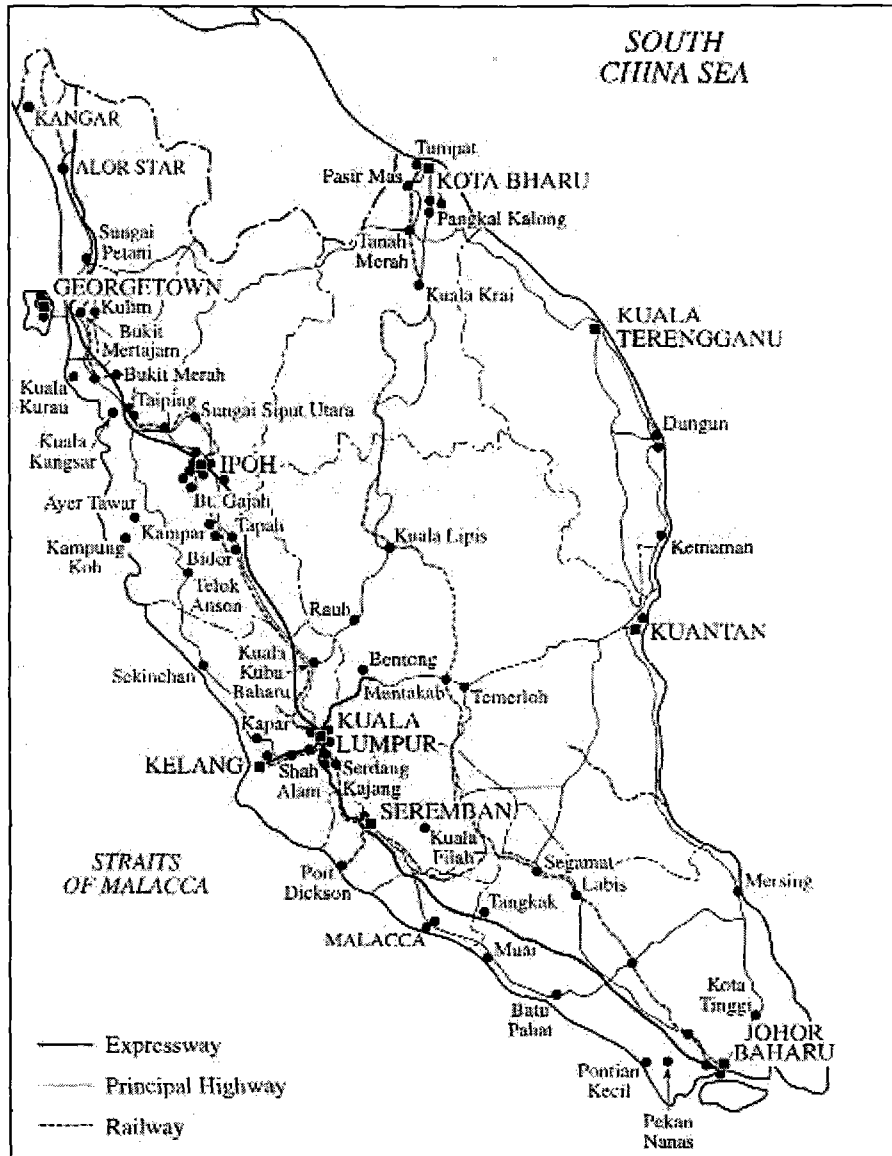 SOUTH
CHINA SEA
KANGAR
ALOR STAR
Tumpat
Pasir Mas
KOTA BHARU
Pangkal Kalong
Sungai
Petani
Tanah
Merah
GEORGETOWN
Kulim
Kuala Krai
Bukit
Mertajam
KUALA
TERENGGANU
Bukit Merah
Kuala
Kurau
Taiping
Sungai Siput Utara
Dungun
Kuala
Kangsar
IPOH
Bt. Gajah
Ayer Tawar
Kampar
Tapah
Kuala Lipis
Kemaman
Kampung
Koh
Bidor
Telok
Anson
Raub
KUANTAN
Sekinchan
Kuala
Kubu
Baharu
Bentong
Mentakab
Temerloh
Kapar
KUALA
LUMPUR
KELANG
Shah
Alam
Serdang
Kajang
SEREMBAN
Kuala
Pilah
STRAITS
OF MALACCA
Port
Dickson
Segamat
Labis
Mersing
Tangkak
MALACCA
Muar
Kota
Tinggi
Batu
Pahat
JOHOR
BAHARU
Expressway
Principal Highway
Railway
Pontian
Kecil
Pekan
Nanas